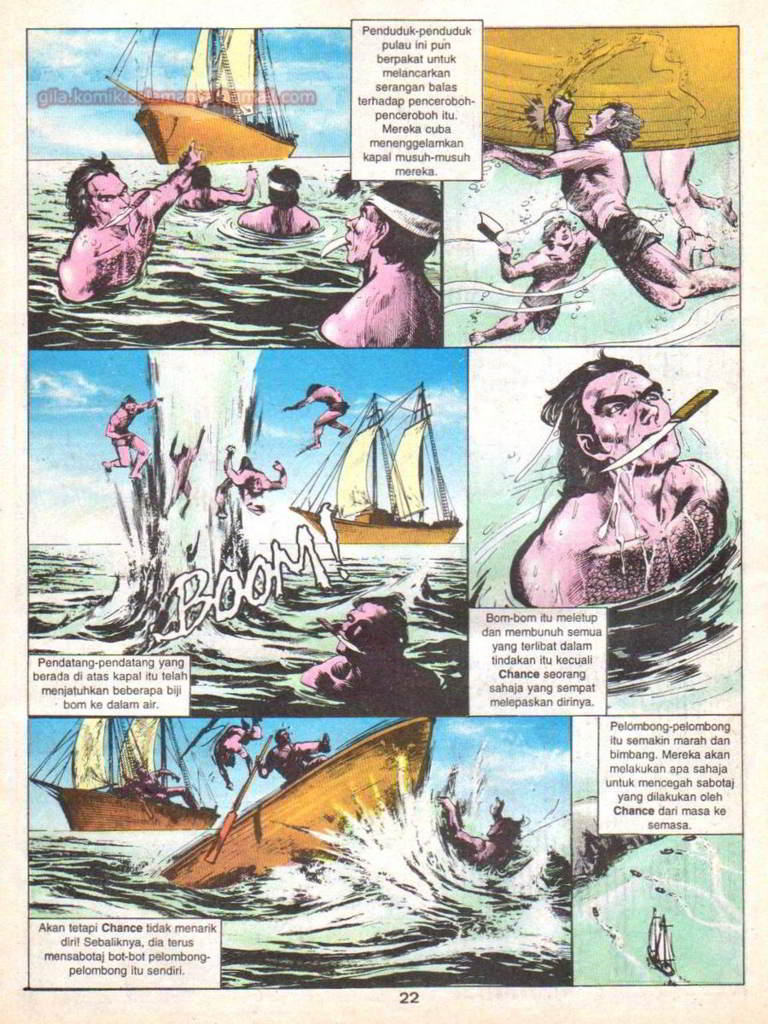 Penduduk-penduduk
pulau ini pun
berpakat untuk
melancarkan
serangan balas
terhadap penceroboh-
penceroboh itu.
Mereka cuba
menenggelamkan
kapal musuh-musuh
mereka.
BOOM!
Pendatang-pendatang yang
berada di atas kapal itu telah
menjatuhkan beberapa biji
bom ke dalam air.
Bom-bom itu meletup
dan membunuh semua
yang terlibat dalam
tindakan itu kecuali
Chance seorang
sahaja yang sempat
melepaskan dirinya.
Akan tetapi Chance tidak menarik
diri! Sebaliknya, dia terus
mensabotaj bot-bot pelombong-
pelombong itu sendiri.
Pelombong-pelombong
itu semakin marah dan
bimbang. Mereka akan
melakukan apa sahaja
untuk mencegah sabotaj
yang dilakukan oleh
Chance dari masa ke
semasa.
22